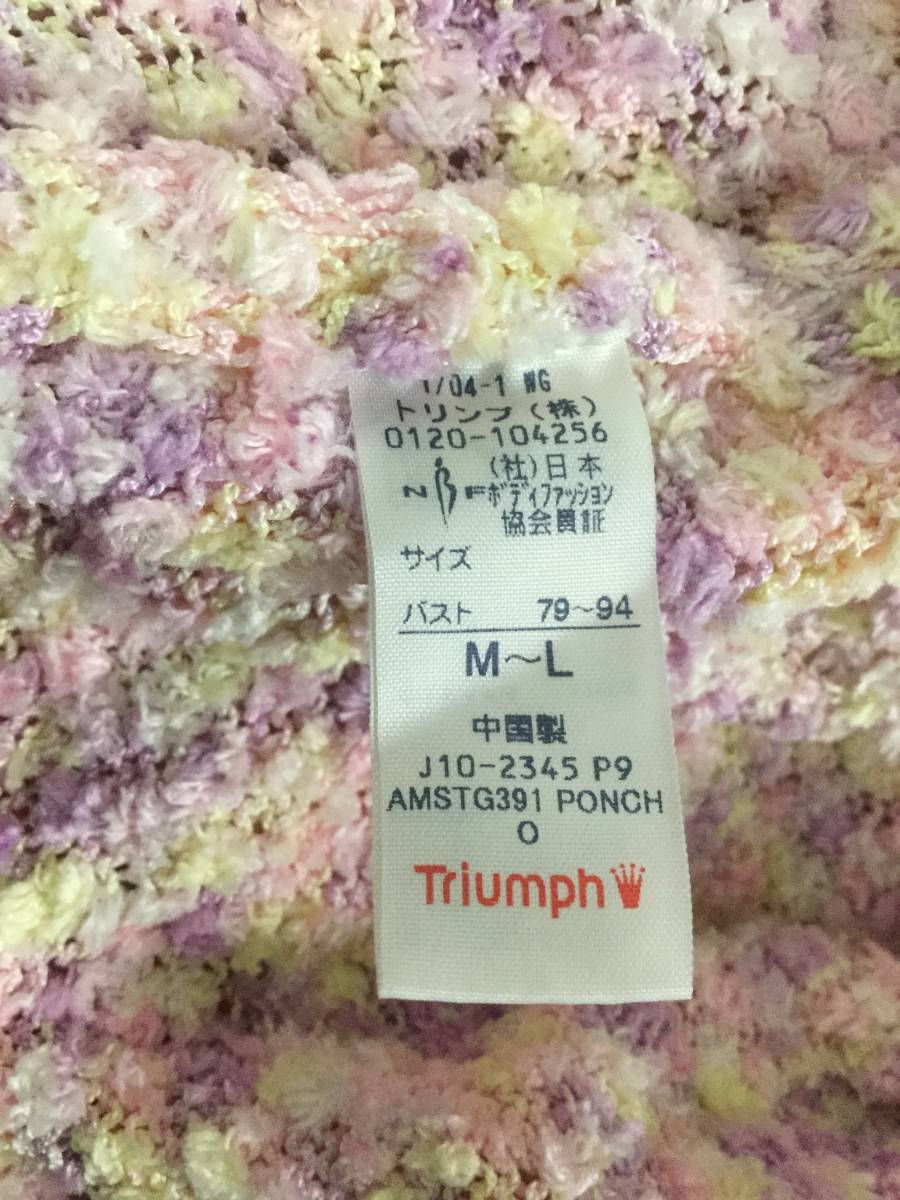 1/04-1 WG
トリンプ(株)
0120-104256
(社)日本
NBF ボディファッション
協会員証
サイズ
バスト 79~94
M~L
中国製
J10-2345 P9
AMSTG391 PONCH
O
Triumph